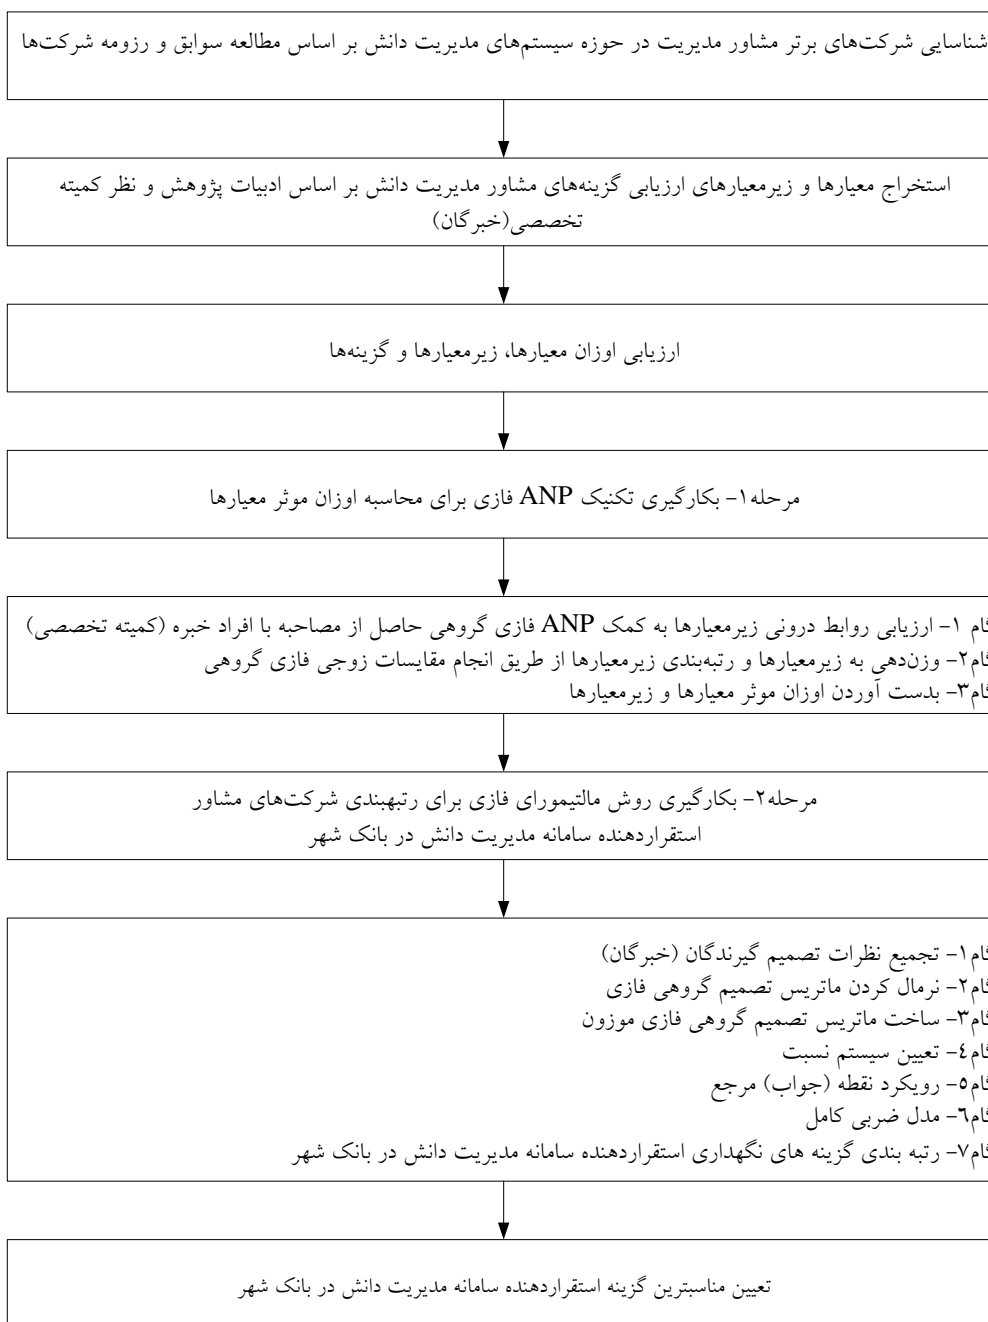 شناسایی شرکت‌های برتر مشاور مدیریت در حوزه سیستم‌های مدیریت دانش بر اساس مطالعه سوابق و رزومه شرکت‌ها
استخراج معیارها و زیرمعیارهای ارزیابی گزینه‌های مشاور مدیریت دانش بر اساس ادبیات پژوهش و نظر کمیته
تخصصی(خبرگان)
ارزیابی اوزان معیارها، زیرمعیارها و گزینه‌ها
مرحله۱- بکارگیری تکنیک ANP فازی برای محاسبه اوزان موثر معیارها
گام ۱- ارزیابی روابط درونی زیرمعیارها به کمک ANP فازی گروهی حاصل از مصاحبه با افراد خبره (کمیته تخصصی)
گام۲- وزن‌دهی به زیرمعیارها و رتبه‌بندی زیرمعیارها از طریق انجام مقایسات زوجی فازی گروهی
گام۳- بدست آوردن اوزان موثر معیارها و زیرمعیارها
مرحله۲- بکارگیری روش مالتیمورای فازی برای رتبهبندی شرکت‌های مشاور
استقراردهنده سامانه مدیریت دانش در بانک شهر
گام۱- تجمیع نظرات تصمیم گیرندگان (خبرگان)
گام۲- نرمال کردن ماتریس تصمیم گروهی فازی
گام۳- ساخت ماتریس تصمیم گروهی فازی موزون
گام٤- تعیین سیستم نسبت
گام٥- رویکرد نقطه (جواب) مرجع
گام٦- مدل ضربی کامل
گام۷- رتبه بندی گزینه های نگهداری استقراردهنده سامانه مدیریت دانش در بانک شهر
تعیین مناسبترین گزینه استقراردهنده سامانه مدیریت دانش در بانک شهر